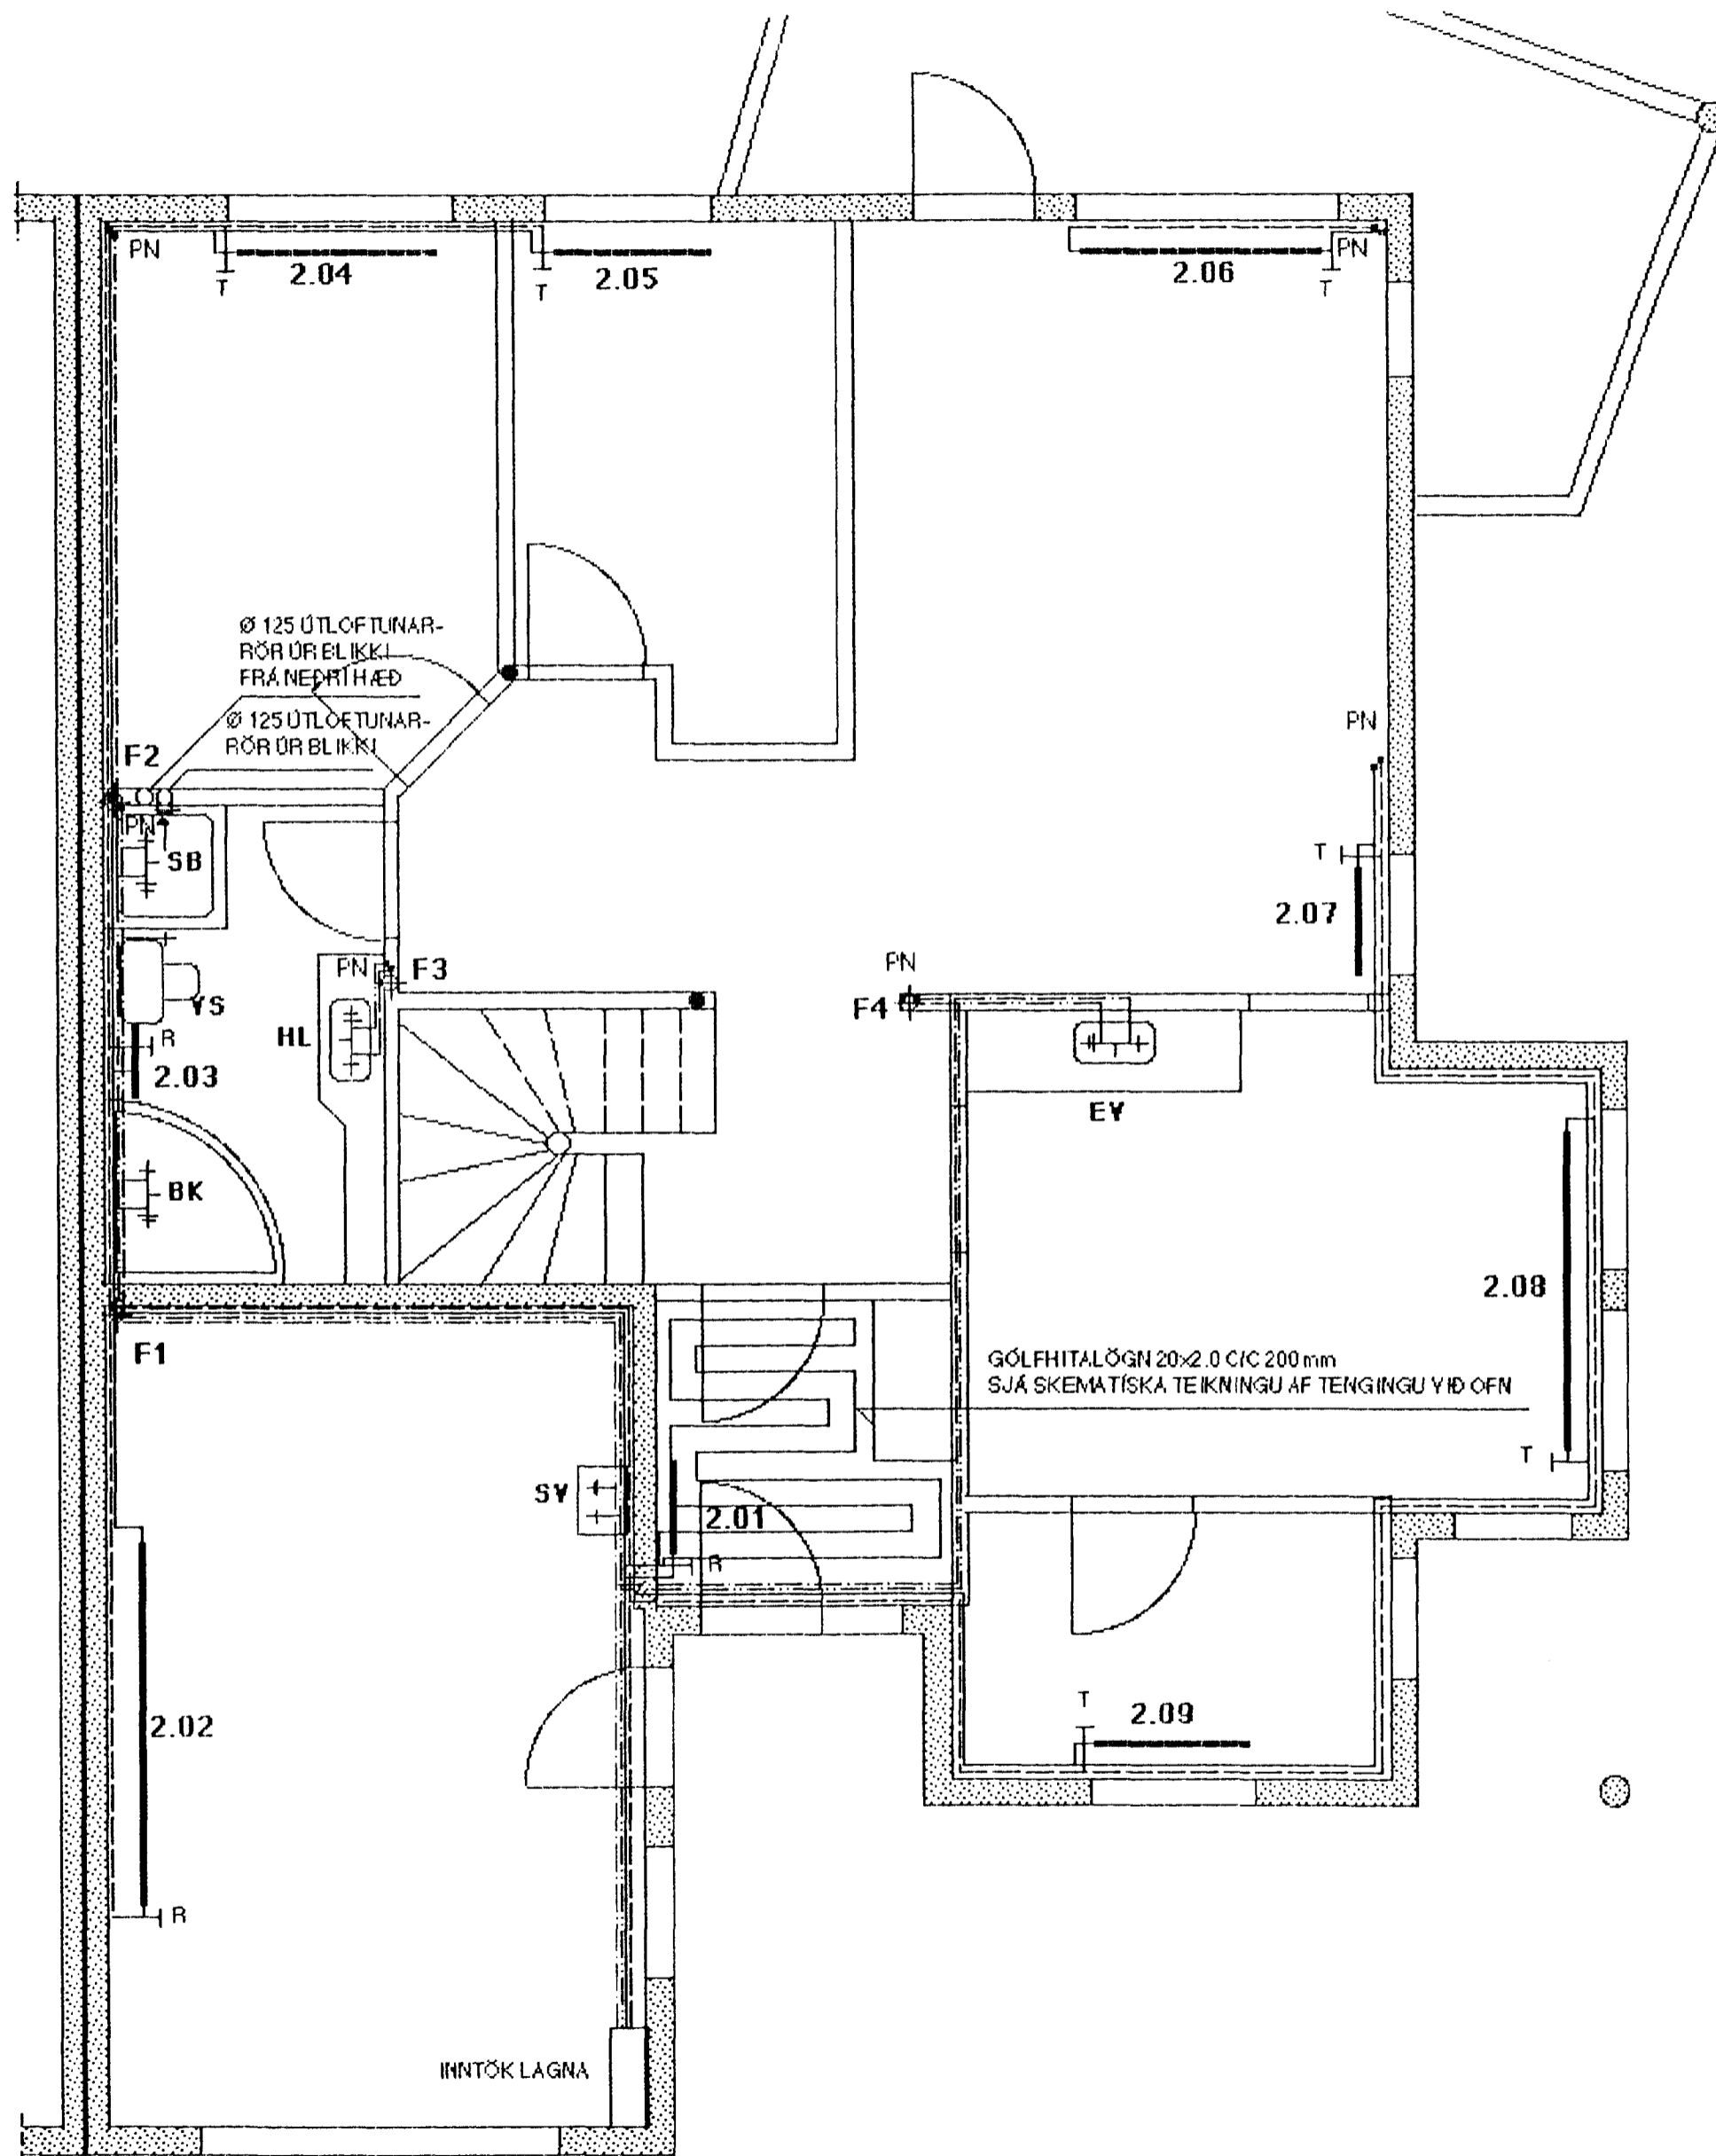 PN
T
2.04
T
2.05
2.06
T
PN
Ø 125 ÚTLOFTUNAR-
RÖR ÚR BLIKKI
FRÁ NEÐRI HÆÐ
Ø 125 ÚTLOFTUNAR-
RÖR ÚR BLIKKI
PN
F2
PN
SB
T
2.07
PN
F3
PN
F4
VS
HL
R
2.03
EV
BK
2.08
F1
GÓLFHITALÖGN 20x2.0 C/C 200 mm
SJÁ SKEMATÍSKA TEIKNINGU AF TENGINGU VIÐ OFN
T
SV
2.01
R
2.02
T
2.09
R
INNTÖK LAGNA